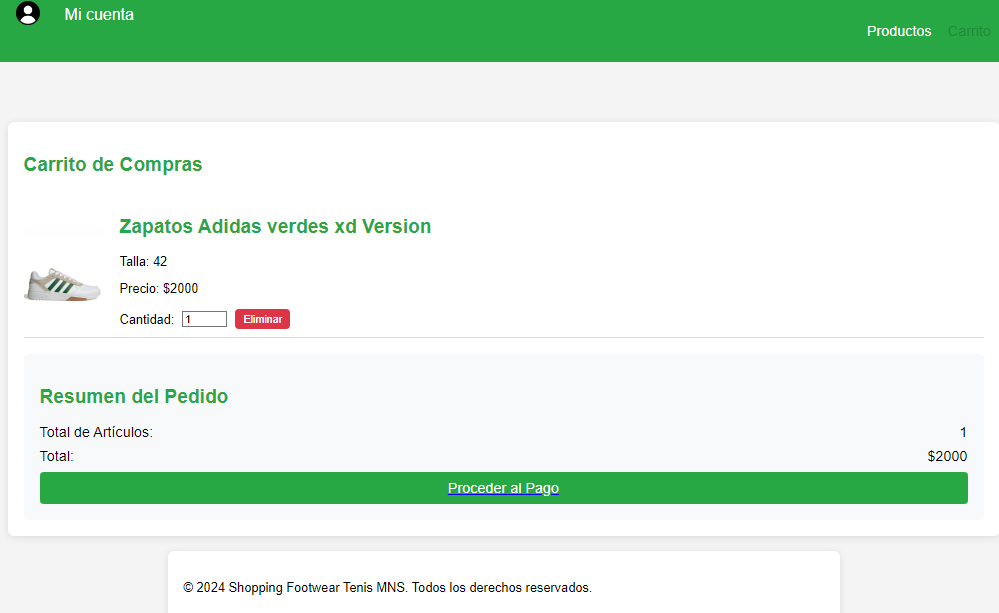 Mi cuenta
Productos Carrito
Carrito de Compras
Zapatos Adidas verdes xd Version
Talla: 42
Precio: $2000
Cantidad: 1 Eliminar
Resumen del Pedido
Total de Artículos: 1
Total: $2000
Proceder al Pago
© 2024 Shopping Footwear Tenis MNS. Todos los derechos reservados.